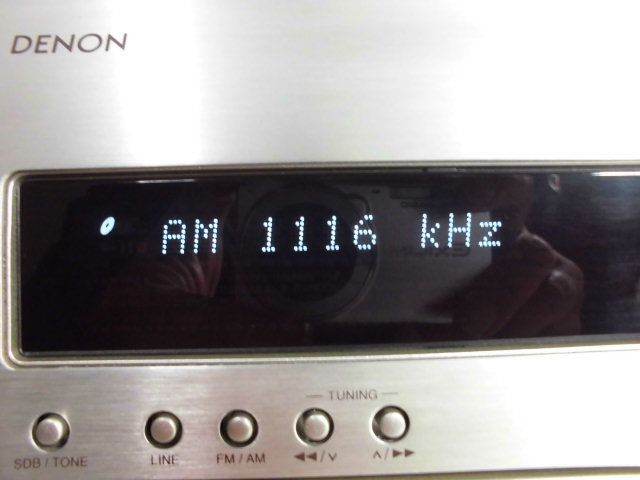 DENON
AM 1116 kHz
TUNING
SDB / TONE LINE FM / AM ◀◀ / ∨ ∧ / ▶▶